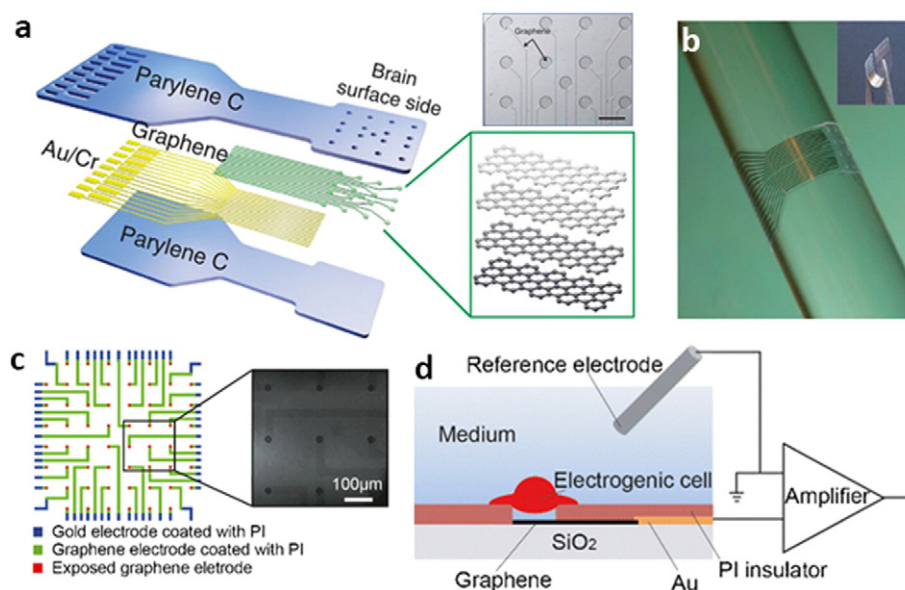 a
Parylene C
Brain
surface side
Graphene
Au/Cr
Parylene C
Graphene
b
c
100μm
Gold electrode coated with PI
Graphene electrode coated with PI
Exposed graphene eletrode
d
Reference electrode
Medium
Electrogenic cell
Amplifier
SiO₂
PI insulator
Graphene
Au